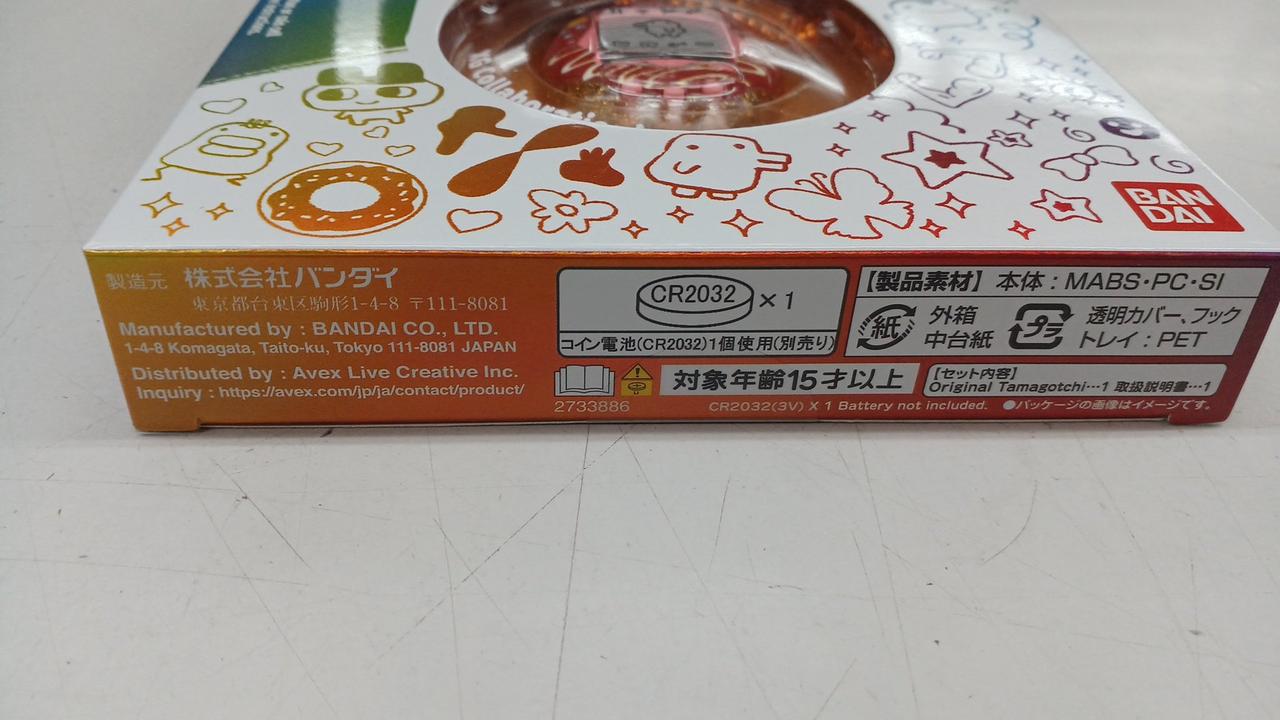 Collaboration
BAN
DAI
製造元 株式会社バンダイ
東京都台東区駒形1-4-8 〒111-8081
Manufactured by : BANDAI CO., LTD.
1-4-8 Komagata, Taito-ku, Tokyo 111-8081 JAPAN
Distributed by : Avex Live Creative Inc.
Inquiry : https://avex.com/jp/ja/contact/product/
CR2032 ×1
コイン電池(CR2032)1個使用(別売り)
対象年齢15才以上
2733886
CR2032(3V) X 1 Battery not included.
●パッケージの画像はイメージです。
【製品素材】 本体 : MABS・PC・SI
紙 外箱
中台紙
プラ 透明カバー、フック
トレイ : PET
【セット内容】
Original Tamagotchi…1 取扱説明書…1